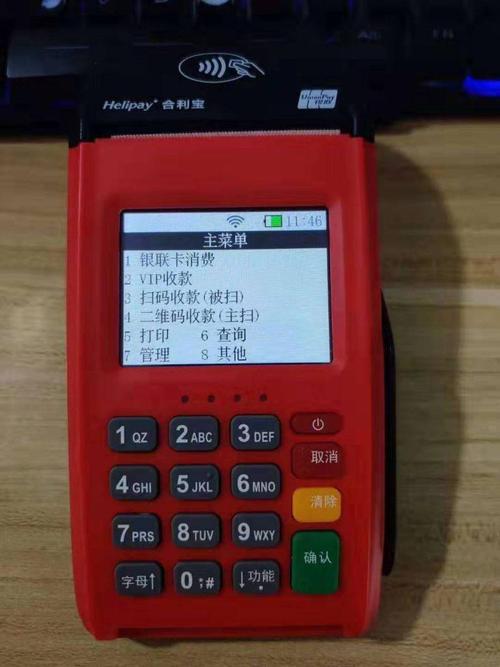 Helipay+ 合利宝
UnionPay
11:46
主菜单
1 银联卡消费
2 VIP收款
3 扫码收款(被扫)
4 二维码收款(主扫)
5 打印 6 查询
7 管理 8 其他
1 QZ 2 ABC 3 DEF
取消
4 GHI 5 JKL 6 MNO
清除
7 PRS 8 TUV 9 WXY
确认
字母↑ 0 ;# ↓功能